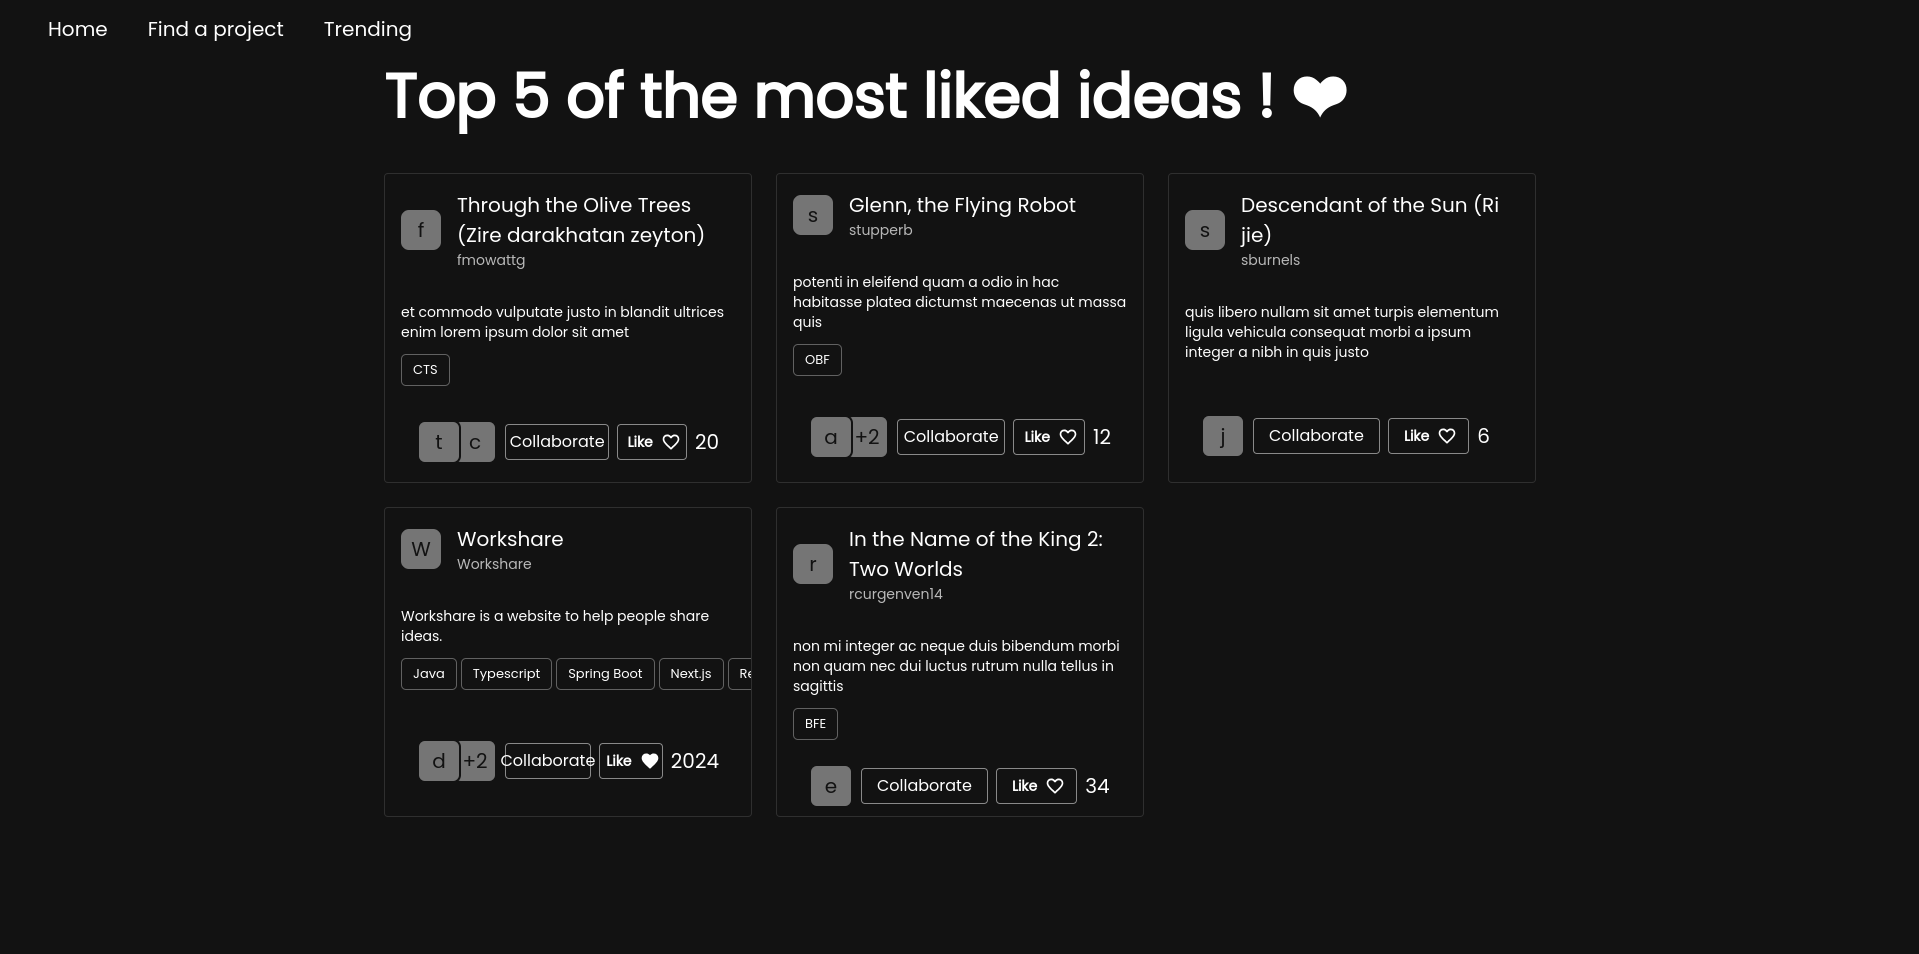 Home Find a project Trending
Top 5 of the most liked ideas ! ❤
f
Through the Olive Trees
(Zire darakhatan zeyton)
fmowattg
et commodo vulputate justo in blandit ultrices
enim lorem ipsum dolor sit amet
CTS
t c Collaborate Like 20
s
Glenn, the Flying Robot
stupperb
potenti in eleifend quam a odio in hac
habitasse platea dictumst maecenas ut massa
quis
OBF
a +2 Collaborate Like 12
s
Descendant of the Sun (Ri
jie)
sburnels
quis libero nullam sit amet turpis elementum
ligula vehicula consequat morbi a ipsum
integer a nibh in quis justo
j Collaborate Like 6
W
Workshare
Workshare
Workshare is a website to help people share
ideas.
Java Typescript Spring Boot Next.js Re
d +2 Collaborate Like 2024
r
In the Name of the King 2:
Two Worlds
rcurgenven14
non mi integer ac neque duis bibendum morbi
non quam nec dui luctus rutrum nulla tellus in
sagittis
BFE
e Collaborate Like 34